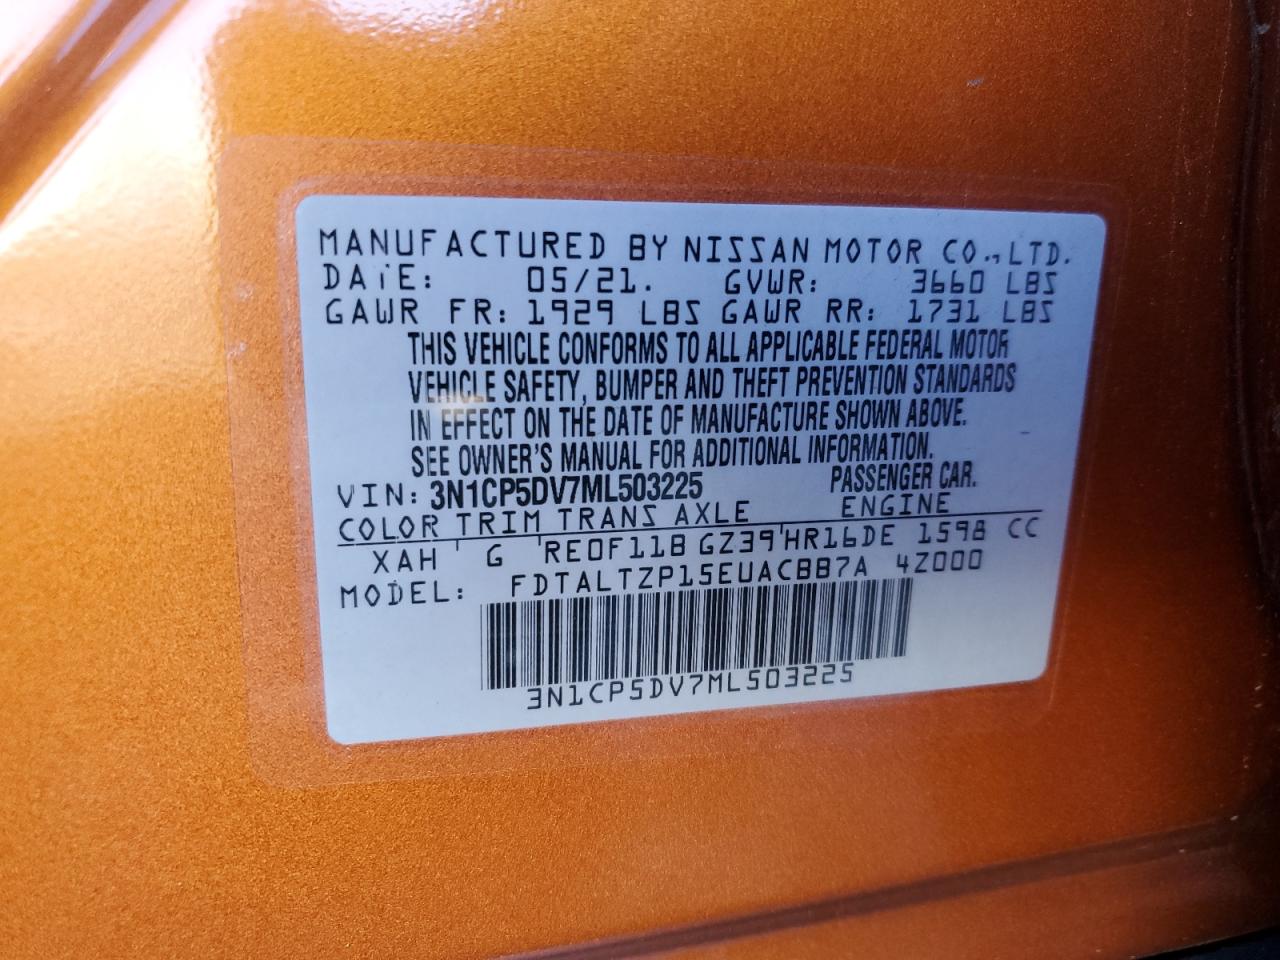 MANUFACTURED BY NISSAN MOTOR CO., LTD.
DATE: 05/21. GVWR: 3660 LBS
GAWR FR: 1929 LBS GAWR RR: 1731 LBS
THIS VEHICLE CONFORMS TO ALL APPLICABLE FEDERAL MOTOR
VEHICLE SAFETY, BUMPER AND THEFT PREVENTION STANDARDS
IN EFFECT ON THE DATE OF MANUFACTURE SHOWN ABOVE.
SEE OWNER'S MANUAL FOR ADDITIONAL INFORMATION.
VIN: 3N1CP5DV7ML503225 PASSENGER CAR.
COLOR TRIM TRANS AXLE ENGINE
XAH G RE0F11B GZ39 HR16DE 1598 CC
MODEL: FDTALTZP15EUACBB7A 4Z000
3N1CP5DV7ML503225